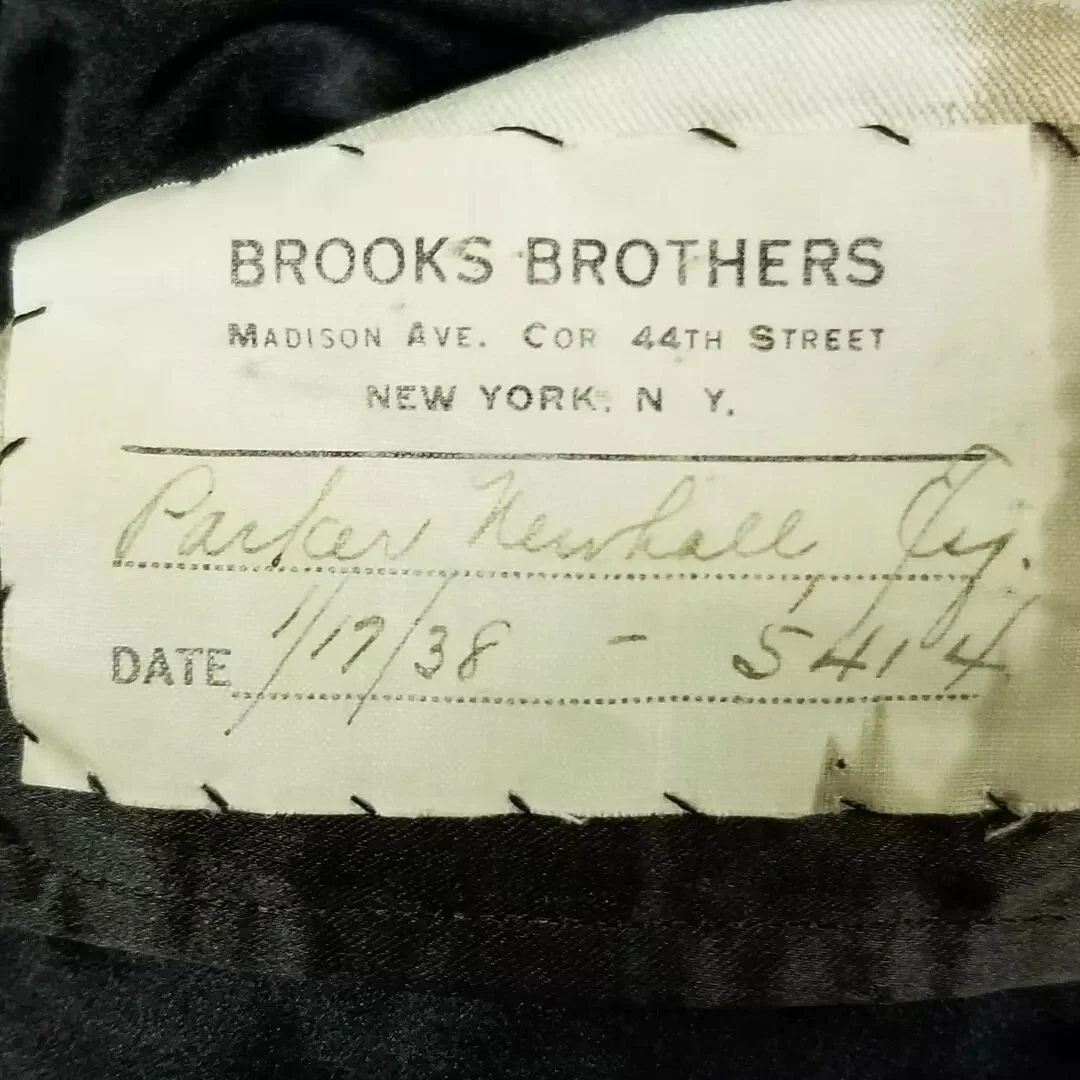 BROOKS BROTHERS
MADISON AVE. COR 44TH STREET
NEW YORK. N Y.
Parker Newhall Esq.
DATE 1/17/38 - 5414